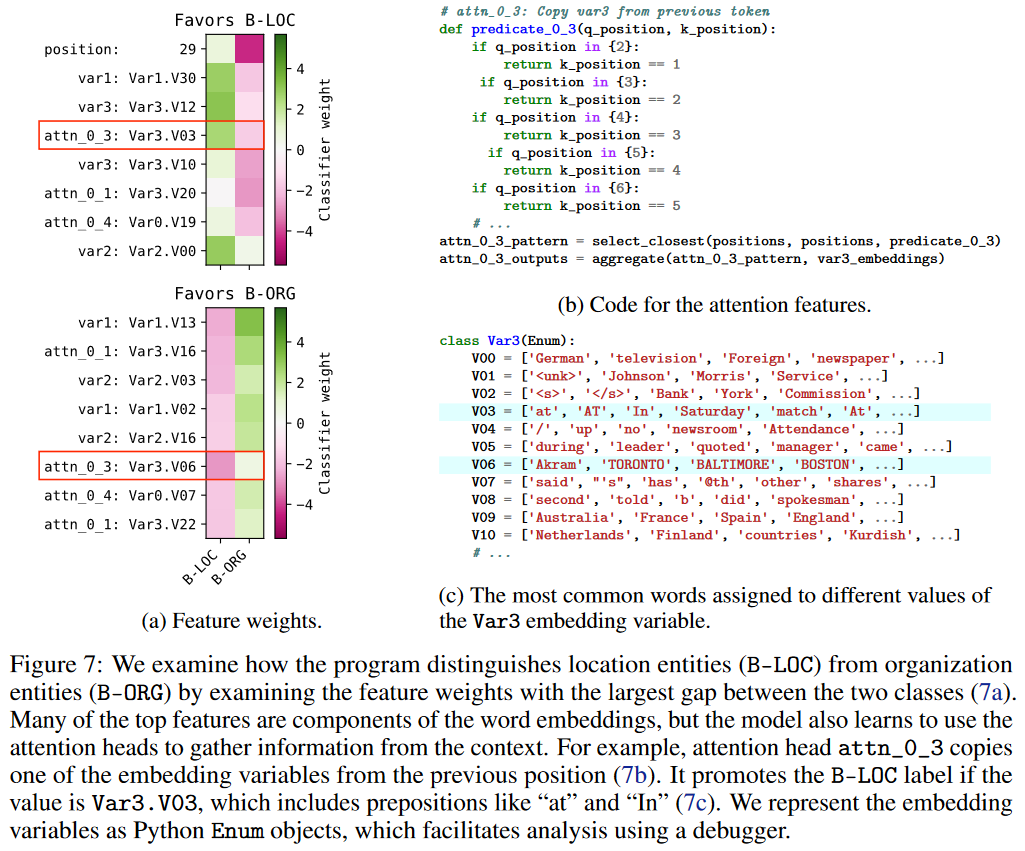 Favors B-LOC
position: 29
var1: Var1.V30
var3: Var3.V12
attn_0_3: Var3.V03
var3: Var3.V10
attn_0_1: Var3.V20
attn_0_4: Var0.V19
var2: Var2.V00
4
2
0
−2
−4
Classifier weight
Favors B-ORG
var1: Var1.V13
attn_0_1: Var3.V16
var2: Var2.V03
var1: Var1.V02
var2: Var2.V16
attn_0_3: Var3.V06
attn_0_4: Var0.V07
attn_0_1: Var3.V22
4
2
0
−2
−4
Classifier weight
B-LOC
B-ORG
(a) Feature weights.
# attn_0_3: Copy var3 from previous token
def predicate_0_3(q_position, k_position):
if q_position in {2}:
return k_position == 1
if q_position in {3}:
return k_position == 2
if q_position in {4}:
return k_position == 3
if q_position in {5}:
return k_position == 4
if q_position in {6}:
return k_position == 5
# ...
attn_0_3_pattern = select_closest(positions, positions, predicate_0_3)
attn_0_3_outputs = aggregate(attn_0_3_pattern, var3_embeddings)
(b) Code for the attention features.
class Var3(Enum):
V00 = ['German', 'television', 'Foreign', 'newspaper', ...]
V01 = ['<unk>', 'Johnson', 'Morris', 'Service', ...]
V02 = ['<s>', '</s>', 'Bank', 'York', 'Commission', ...]
V03 = ['at', 'AT', 'In', 'Saturday', 'match', 'At', ...]
V04 = ['/', 'up', 'no', 'newsroom', 'Attendance', ...]
V05 = ['during', 'leader', 'quoted', 'manager', 'came', ...]
V06 = ['Akram', 'TORONTO', 'BALTIMORE', 'BOSTON', ...]
V07 = ['said', "'s", 'has', '@th', 'other', 'shares', ...]
V08 = ['second', 'told', 'b', 'did', 'spokesman', ...]
V09 = ['Australia', 'France', 'Spain', 'England', ...]
V10 = ['Netherlands', 'Finland', 'countries', 'Kurdish', ...]
# ...
(c) The most common words assigned to different values of
the Var3 embedding variable.
Figure 7: We examine how the program distinguishes location entities (B-LOC) from organization
entities (B-ORG) by examining the feature weights with the largest gap between the two classes (7a).
Many of the top features are components of the word embeddings, but the model also learns to use the
attention heads to gather information from the context. For example, attention head attn_0_3 copies
one of the embedding variables from the previous position (7b). It promotes the B-LOC label if the
value is Var3.V03, which includes prepositions like “at” and “In” (7c). We represent the embedding
variables as Python Enum objects, which facilitates analysis using a debugger.